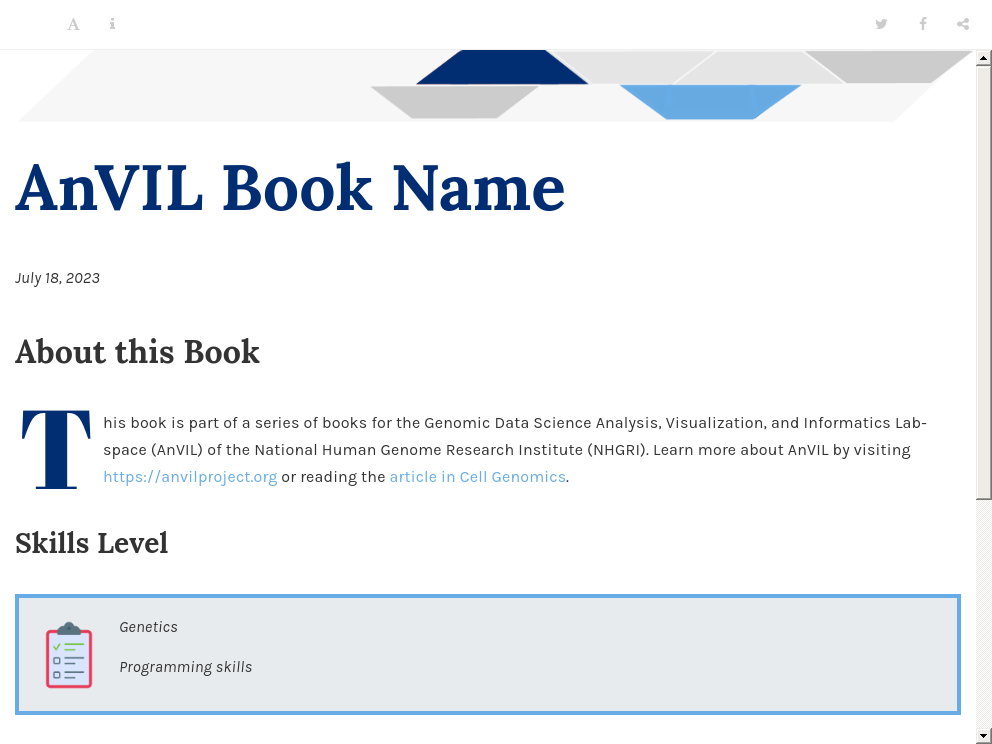 AnVIL Book Name
July 18, 2023
About this Book
This book is part of a series of books for the Genomic Data Science Analysis, Visualization, and Informatics Lab-
space (AnVIL) of the National Human Genome Research Institute (NHGRI). Learn more about AnVIL by visiting
https://anvilproject.org or reading the article in Cell Genomics.
Skills Level
Genetics
Programming skills